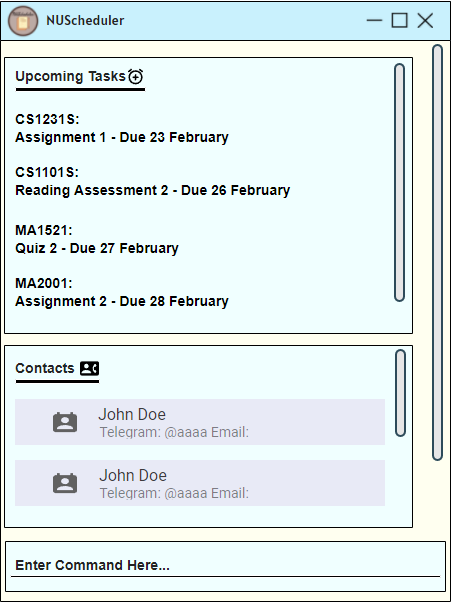 NUScheduler
Upcoming Tasks
CS1231S:
Assignment 1 - Due 23 February
CS1101S:
Reading Assessment 2 - Due 26 February
MA1521:
Quiz 2 - Due 27 February
MA2001:
Assignment 2 - Due 28 February
Contacts
John Doe
Telegram: @aaaa Email:
John Doe
Telegram: @aaaa Email:
Enter Command Here...